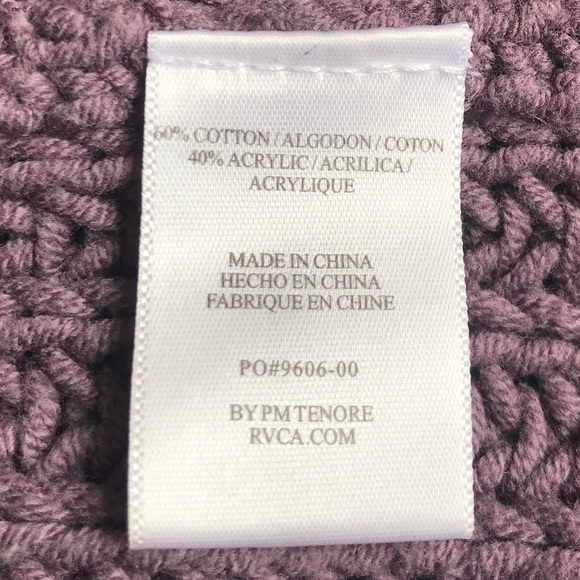 60% COTTON / ALGODON / COTON
40% ACRYLIC / ACRILICA /
ACRYLIQUE
MADE IN CHINA
HECHO EN CHINA
FABRIQUE EN CHINE
PO#9606-00
BY PM TENORE
RVCA.COM